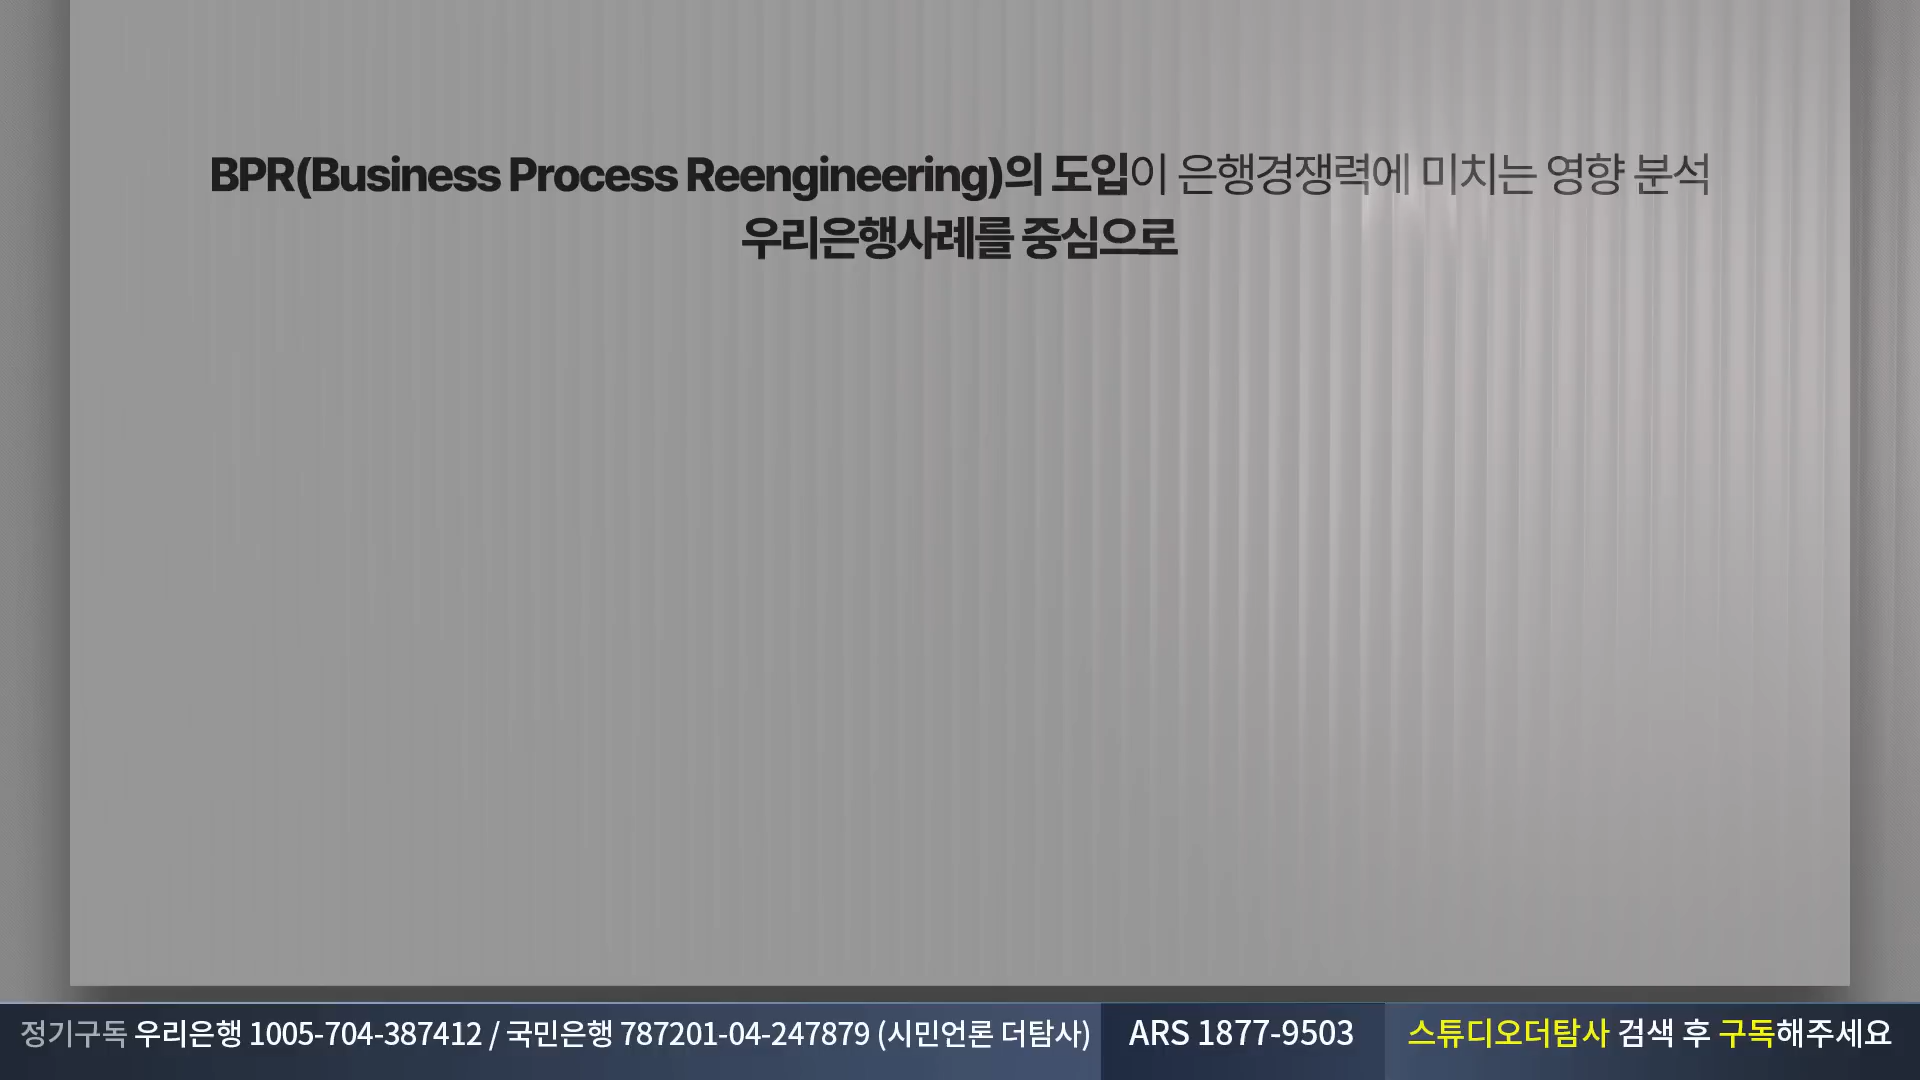 BPR(Business Process Reengineering)의 도입이 은행경쟁력에 미치는 영향 분석
우리은행사례를 중심으로
정기구독 우리은행 1005-704-387412 / 국민은행 787201-04-247879 (시민언론 더탐사)
ARS 1877-9503
스튜디오더탐사 검색 후 구독해주세요